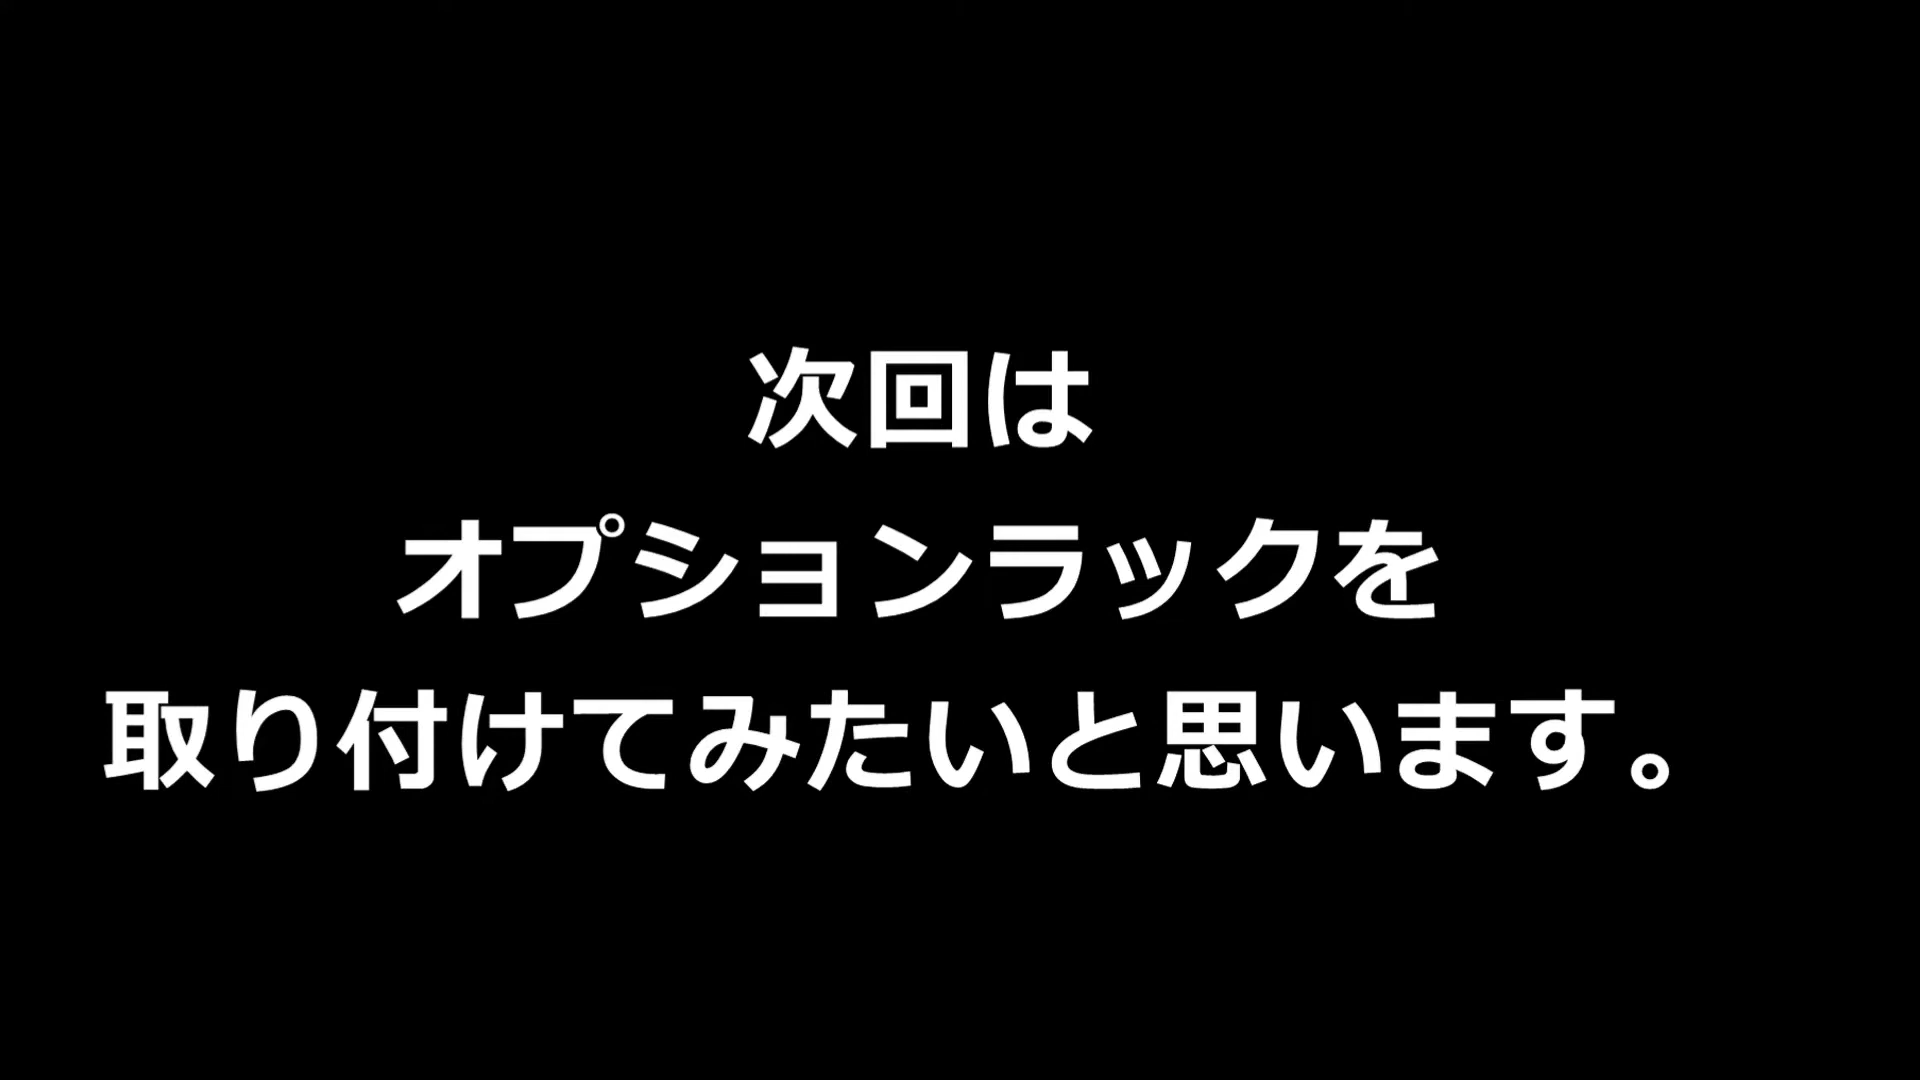 次回は
オプションラックを
取り付けてみたいと思います。